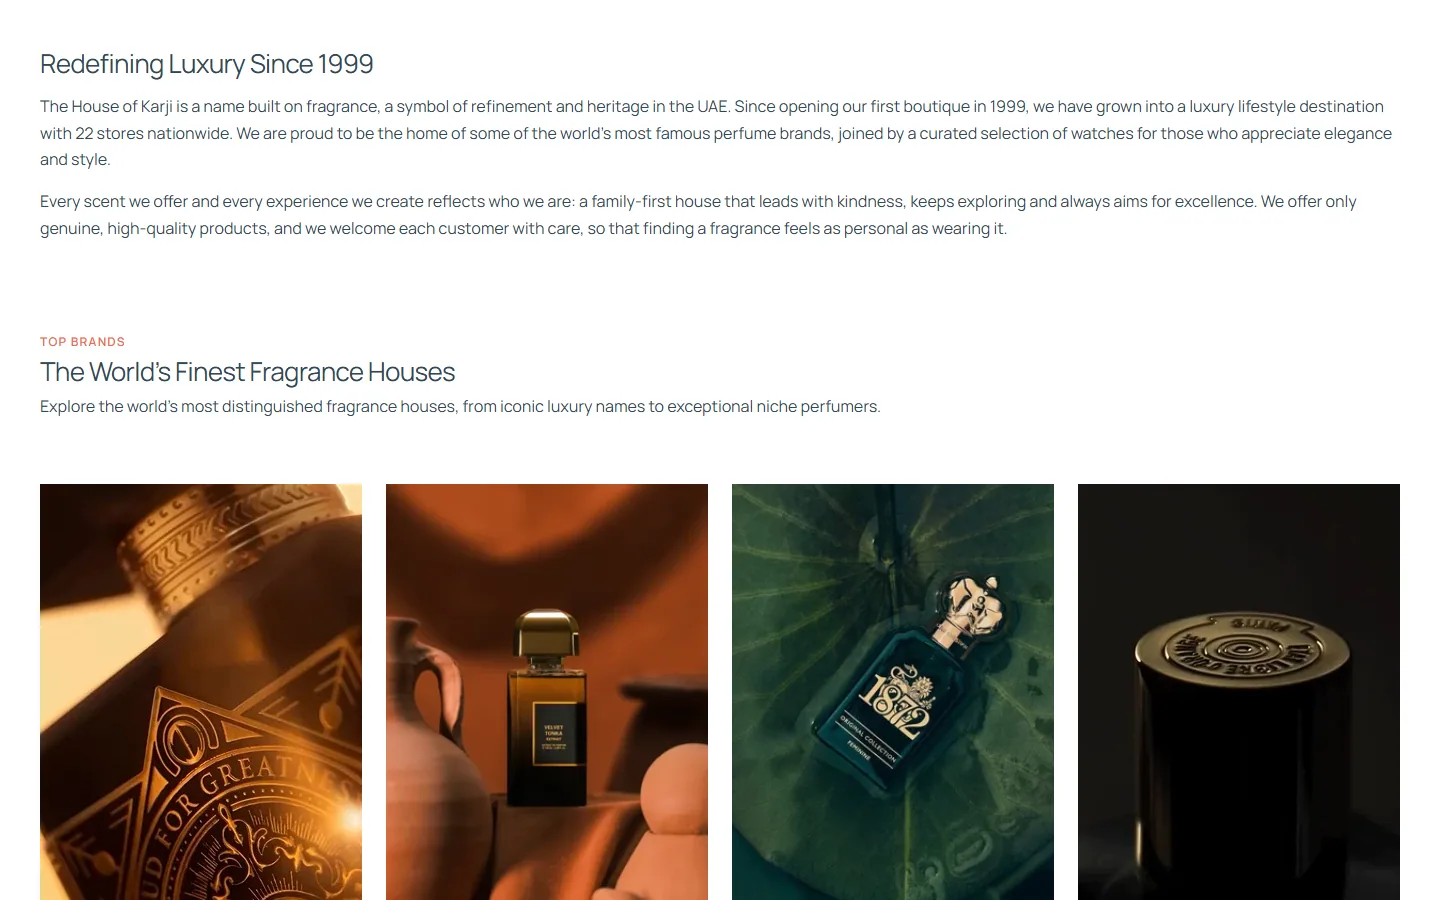 Redefining Luxury Since 1999
The House of Karji is a name built on fragrance, a symbol of refinement and heritage in the UAE. Since opening our first boutique in 1999, we have grown into a luxury lifestyle destination
with 22 stores nationwide. We are proud to be the home of some of the world’s most famous perfume brands, joined by a curated selection of watches for those who appreciate elegance
and style.
Every scent we offer and every experience we create reflects who we are: a family-first house that leads with kindness, keeps exploring and always aims for excellence. We offer only
genuine, high-quality products, and we welcome each customer with care, so that finding a fragrance feels as personal as wearing it.
TOP BRANDS
The World’s Finest Fragrance Houses
Explore the world’s most distinguished fragrance houses, from iconic luxury names to exceptional niche perfumers.
FOR GREATNESS
VELVET
TONKA
EXTRAIT
1872
ORIGINAL COLLECTION
FEMININE